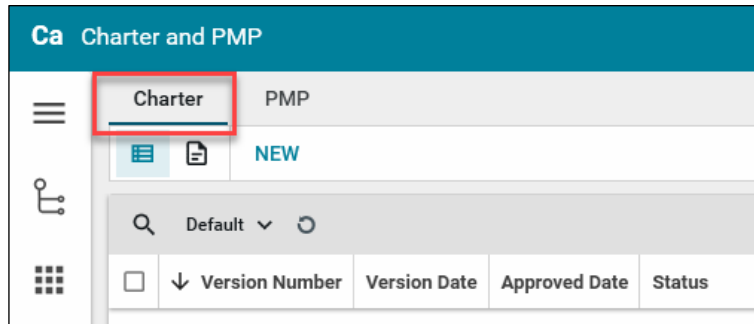 Ca Charter and PMP
Charter PMP
NEW
Default
Version Number Version Date Approved Date Status